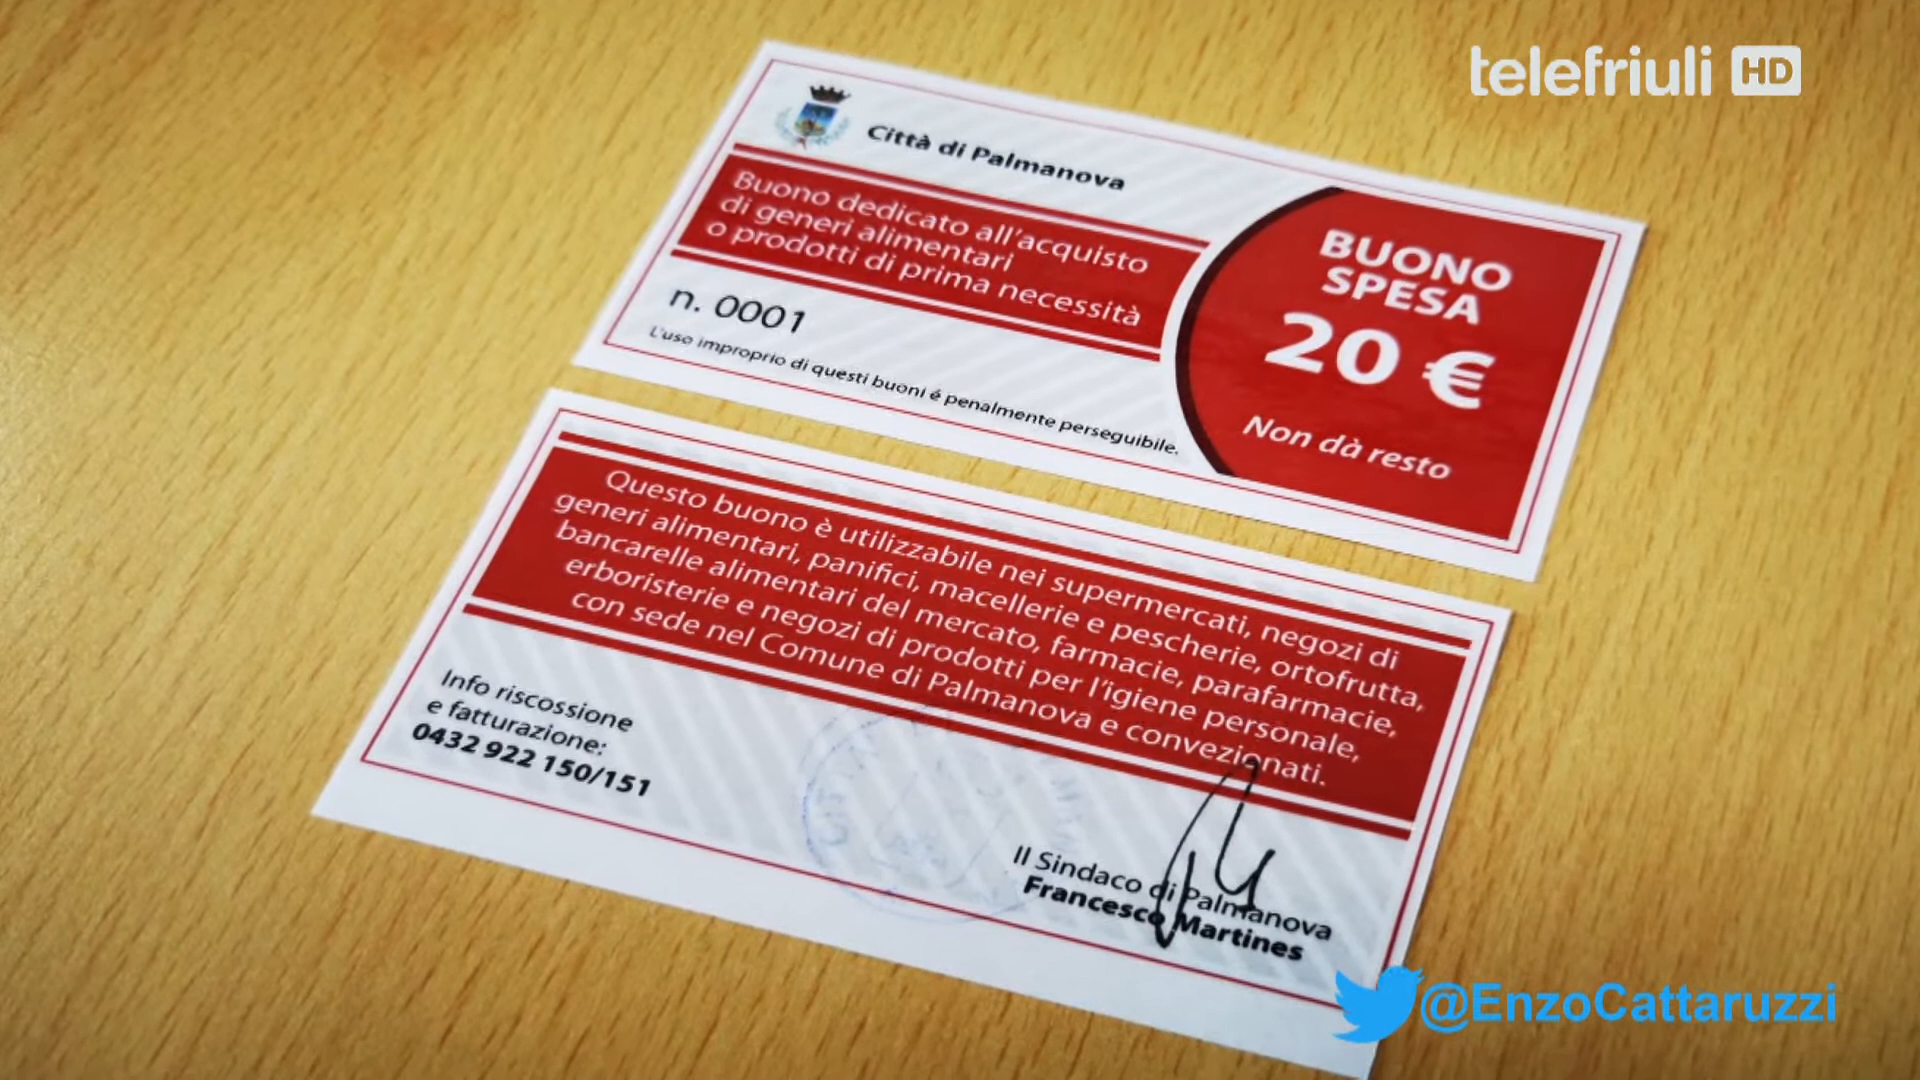 telefriuli HD
Città di Palmanova
Buono dedicato all'acquisto
di generi alimentari
o prodotti di prima necessità
n. 0001
L'uso improprio di questi buoni é penalmente perseguibile.
BUONO
SPESA
20 €
Non dà resto
Questo buono è utilizzabile nei supermercati, negozi di
generi alimentari, panifici, macellerie e pescherie, ortofrutta,
bancarelle alimentari del mercato, farmacie, parafarmacie,
erboristerie e negozi di prodotti per l'igiene personale,
con sede nel Comune di Palmanova e convezionati.
Info riscossione
e fatturazione:
0432 922 150/151
Il Sindaco di Palmanova
Francesco Martines
@EnzoCattaruzzi